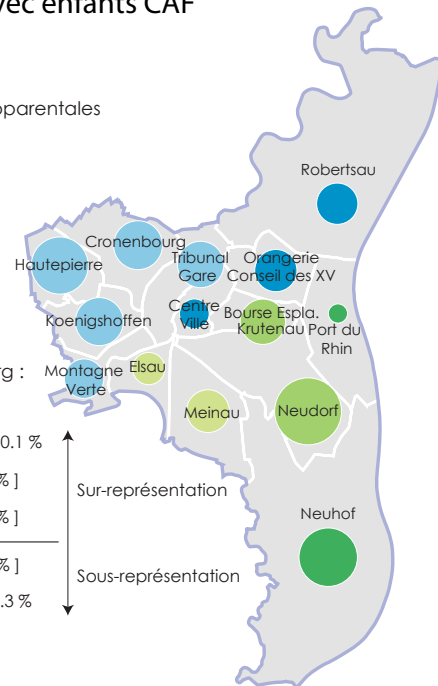 avec enfants CAF
parentales
Robertsau
Cronenbourg
Hautepierre
Tribunal
Gare
Orangerie
Conseil des XV
Centre
Ville
Bourse Espla.
Krutenau
Port du
Rhin
Koenigshoffen
rg :
Montagne
Verte
Elsau
Meinau
Neudorf
0.1 %
% ]
Sur-représentation
% ]
Neuhof
% ]
Sous-représentation
.3 %